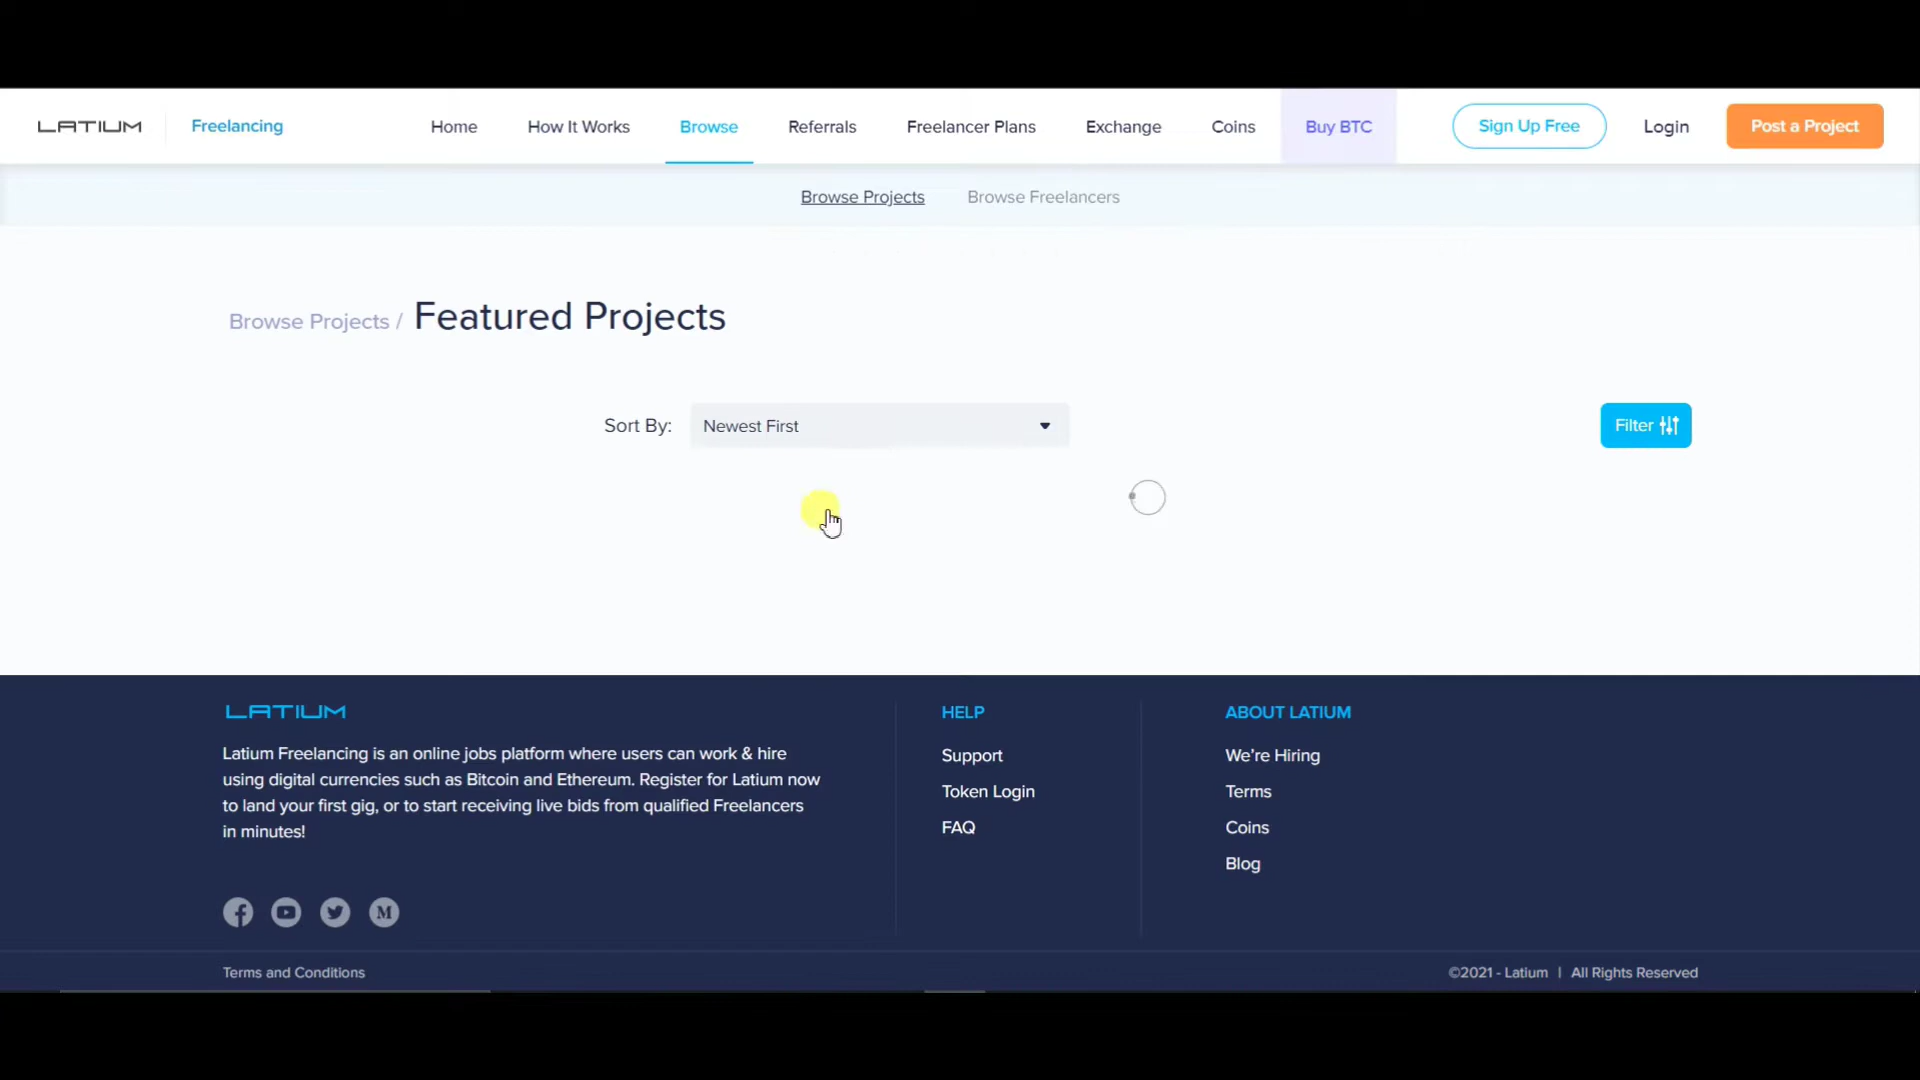 LATIUM Freelancing Home How It Works Browse Referrals Freelancer Plans Exchange Coins Buy BTC Sign Up Free Login Post a Project
Browse Projects Browse Freelancers
Browse Projects / Featured Projects
Sort By: Newest First Filter
LATIUM
Latium Freelancing is an online jobs platform where users can work & hire
using digital currencies such as Bitcoin and Ethereum. Register for Latium now
to land your first gig, or to start receiving live bids from qualified Freelancers
in minutes!
HELP
Support
Token Login
FAQ
ABOUT LATIUM
We’re Hiring
Terms
Coins
Blog
Terms and Conditions
©2021 - Latium | All Rights Reserved